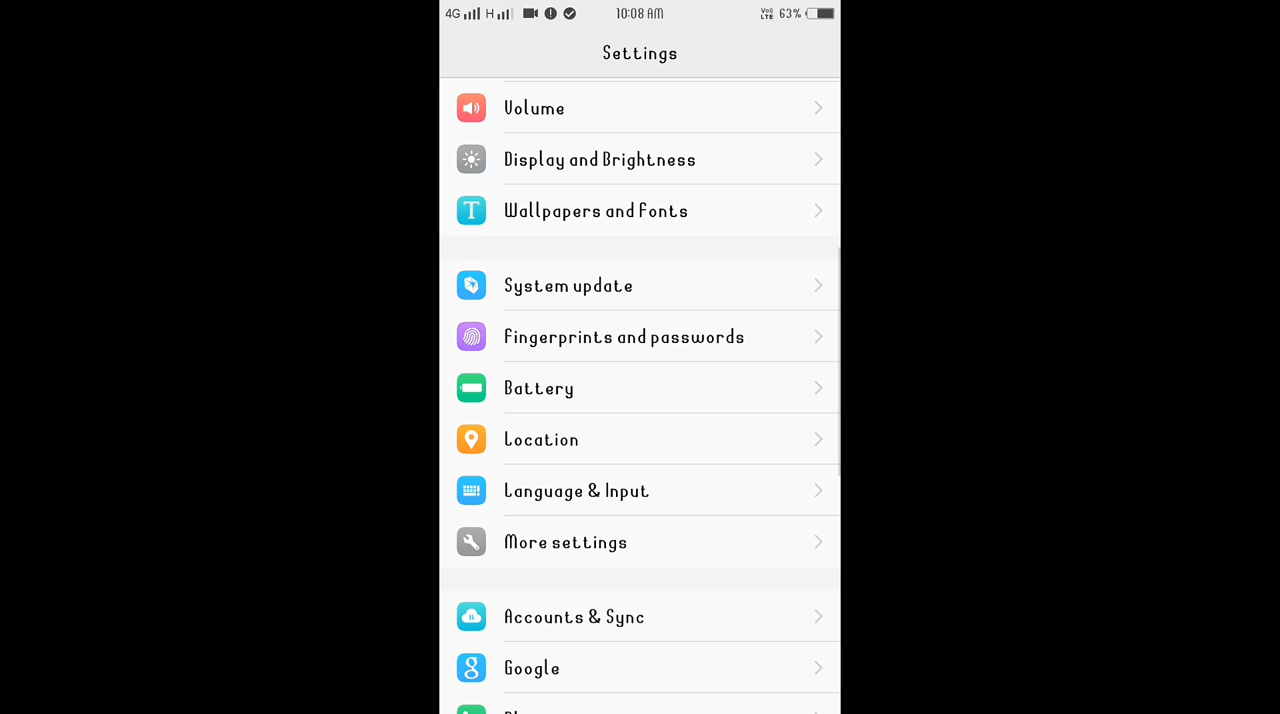 4G H 10:08 AM VoLTE 63%
Settings
Volume
Display and Brightness
Wallpapers and Fonts
System update
Fingerprints and passwords
Battery
Location
Language & Input
More settings
Accounts & Sync
Google